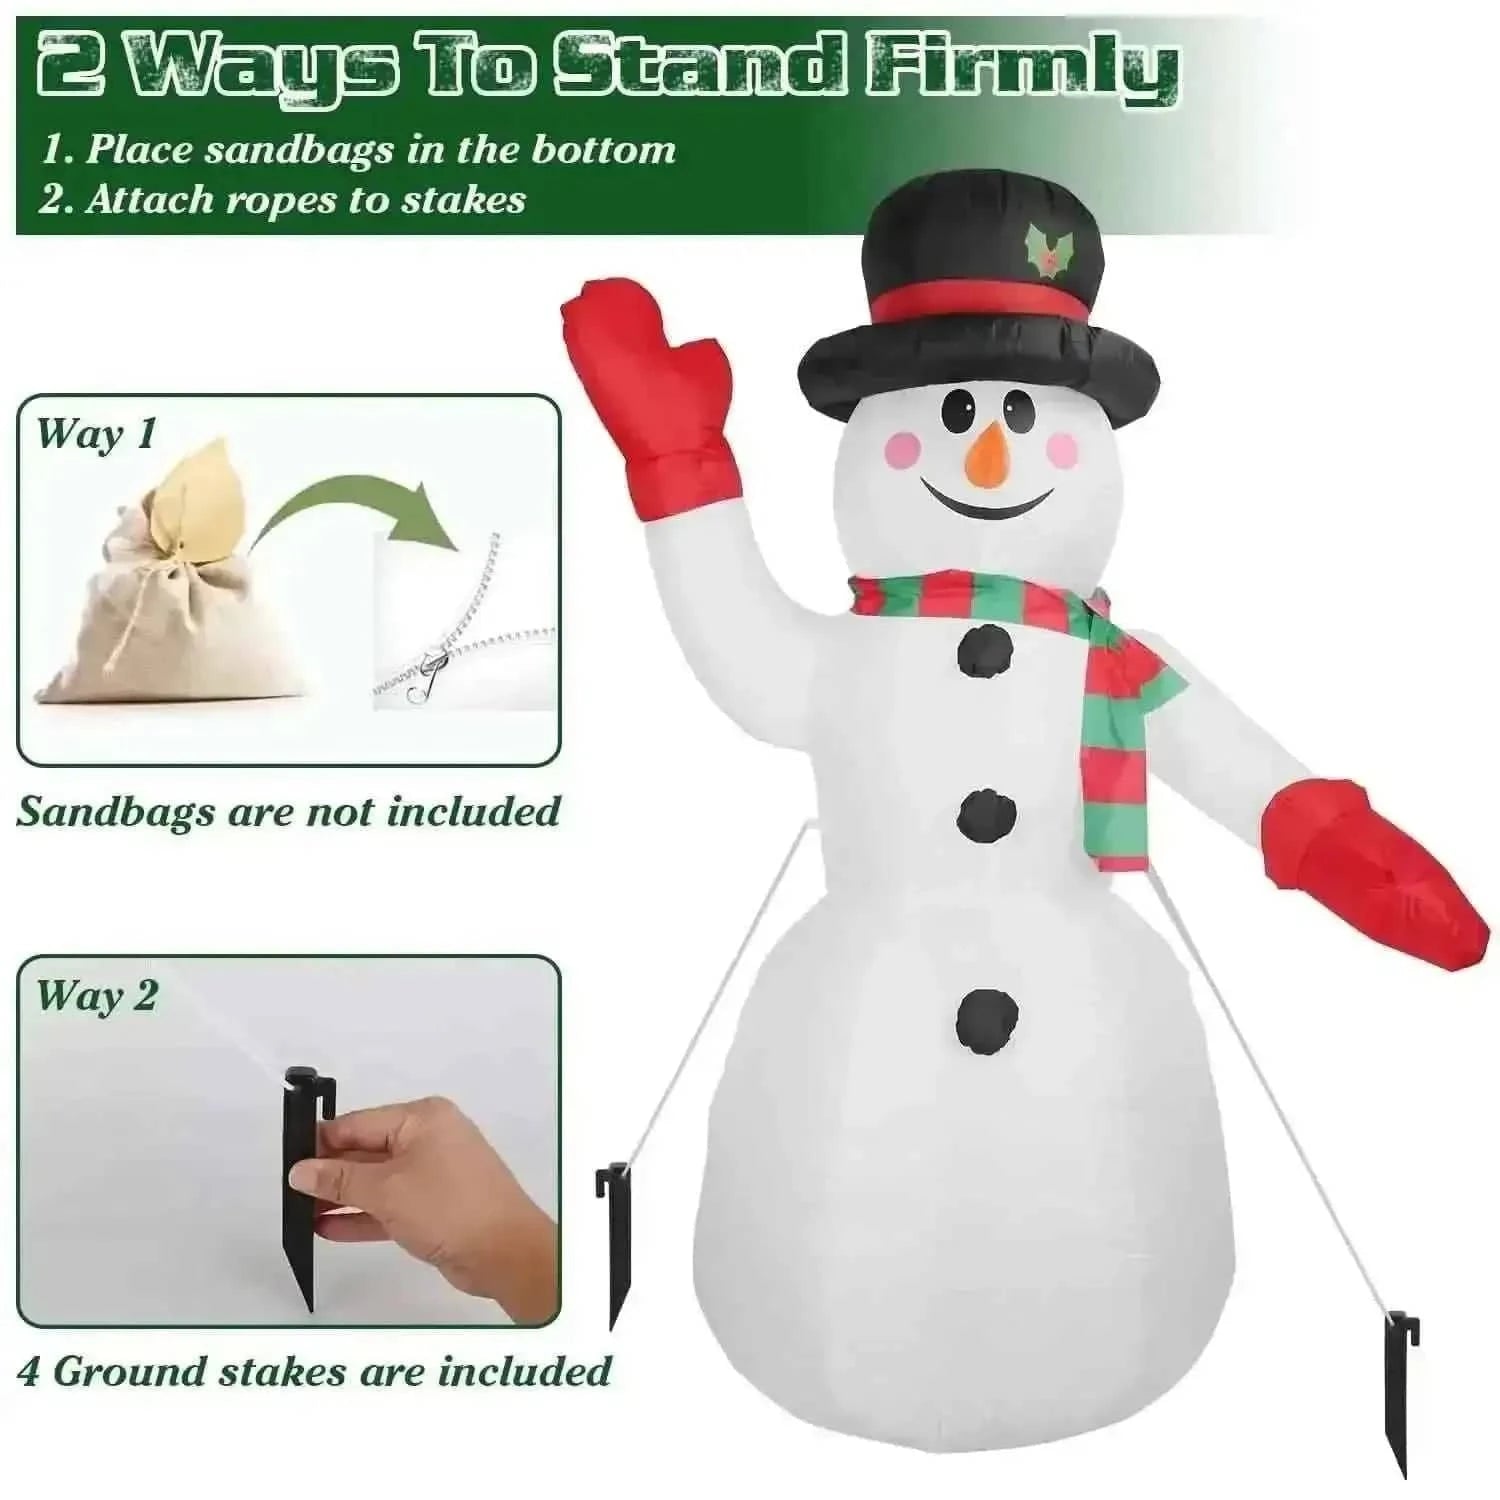 2 Ways To Stand Firmly
1. Place sandbags in the bottom
2. Attach ropes to stakes
Way 1
Sandbags are not included
Way 2
4 Ground stakes are included